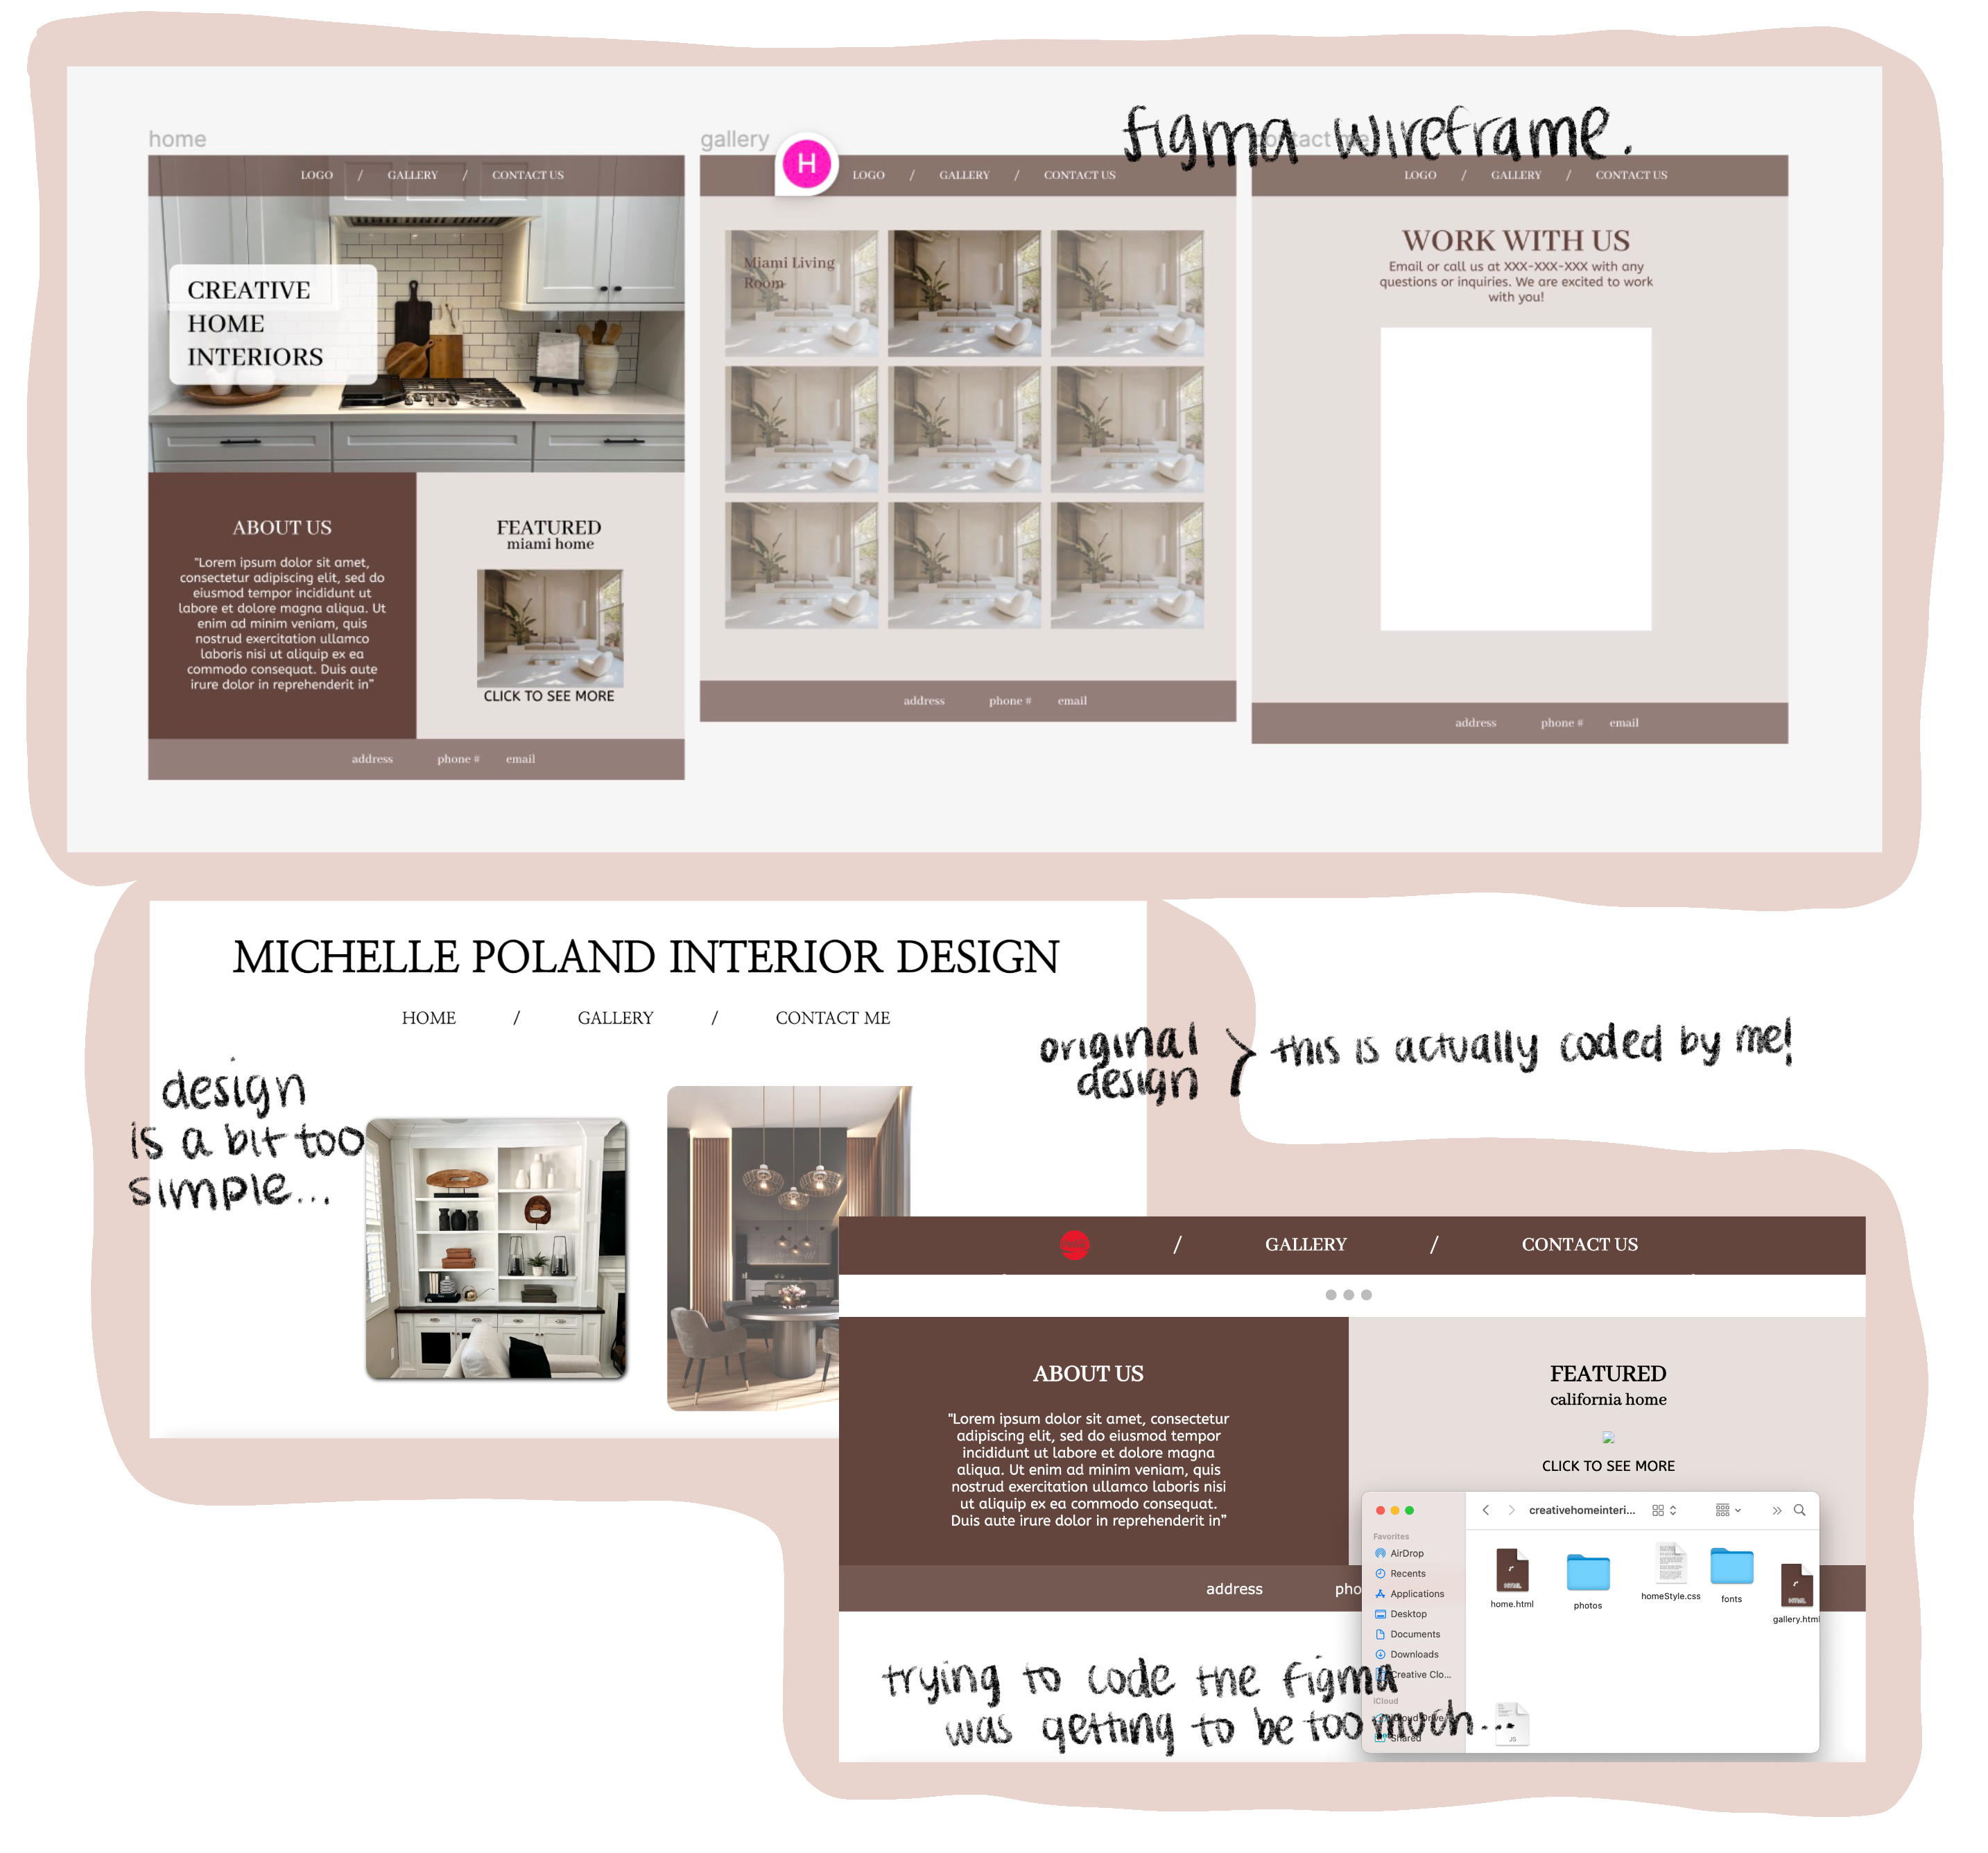 figma wireframe.
home
LOGO / GALLERY / CONTACT US
CREATIVE
HOME
INTERIORS
ABOUT US
"Lorem ipsum dolor sit amet,
consectetur adipiscing elit, sed do
eiusmod tempor incididunt ut
labore et dolore magna aliqua. Ut
enim ad minim veniam, quis
nostrud exercitation ullamco
laboris nisi ut aliquip ex ea
commodo consequat. Duis aute
irure dolor in reprehenderit in"
FEATURED
miami home
CLICK TO SEE MORE
address phone # email
gallery
H
LOGO / GALLERY / CONTACT US
Miami Living
Room
address phone # email
contact me
LOGO / GALLERY / CONTACT US
WORK WITH US
Email or call us at XXX-XXX-XXX with any
questions or inquiries. We are excited to work
with you!
address phone # email
MICHELLE POLAND INTERIOR DESIGN
HOME / GALLERY / CONTACT ME
design
is a bit too
simple...
original
design
this is actually coded by me!
/ GALLERY / CONTACT US
ABOUT US
"Lorem ipsum dolor sit amet, consectetur
adipiscing elit, sed do eiusmod tempor
incididunt ut labore et dolore magna
aliqua. Ut enim ad minim veniam, quis
nostrud exercitation ullamco laboris nisi
ut aliquip ex ea commodo consequat.
Duis aute irure dolor in reprehenderit in"
FEATURED
california home
CLICK TO SEE MORE
address pho
creativehomeinteri...
Favorites
AirDrop
Recents
Applications
Desktop
Documents
Downloads
Creative Clo...
iCloud
iCloud Drive
Shared
HTML
home.html
photos
homeStyle.css
fonts
HTML
gallery.html
JS
trying to code the Figma
was getting to be too much...